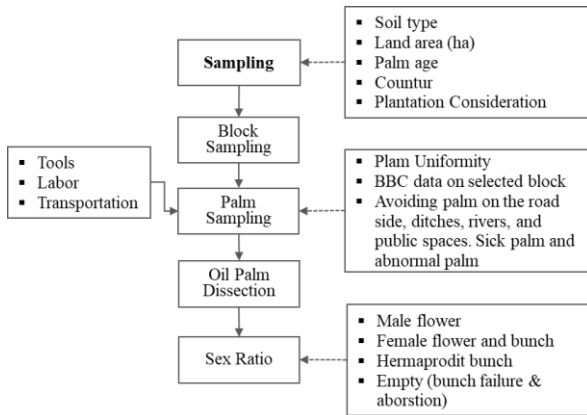 Sampling
▪ Soil type
▪ Land area (ha)
▪ Palm age
▪ Countur
▪ Plantation Consideration
Block
Sampling
▪ Tools
▪ Labor
▪ Transportation
Palm
Sampling
▪ Plam Uniformity
▪ BBC data on selected block
▪ Avoiding palm on the road
side, ditches, rivers, and
public spaces. Sick palm and
abnormal palm
Oil Palm
Dissection
Sex Ratio
▪ Male flower
▪ Female flower and bunch
▪ Hermaprodit bunch
▪ Empty (bunch failure &
aborstion)